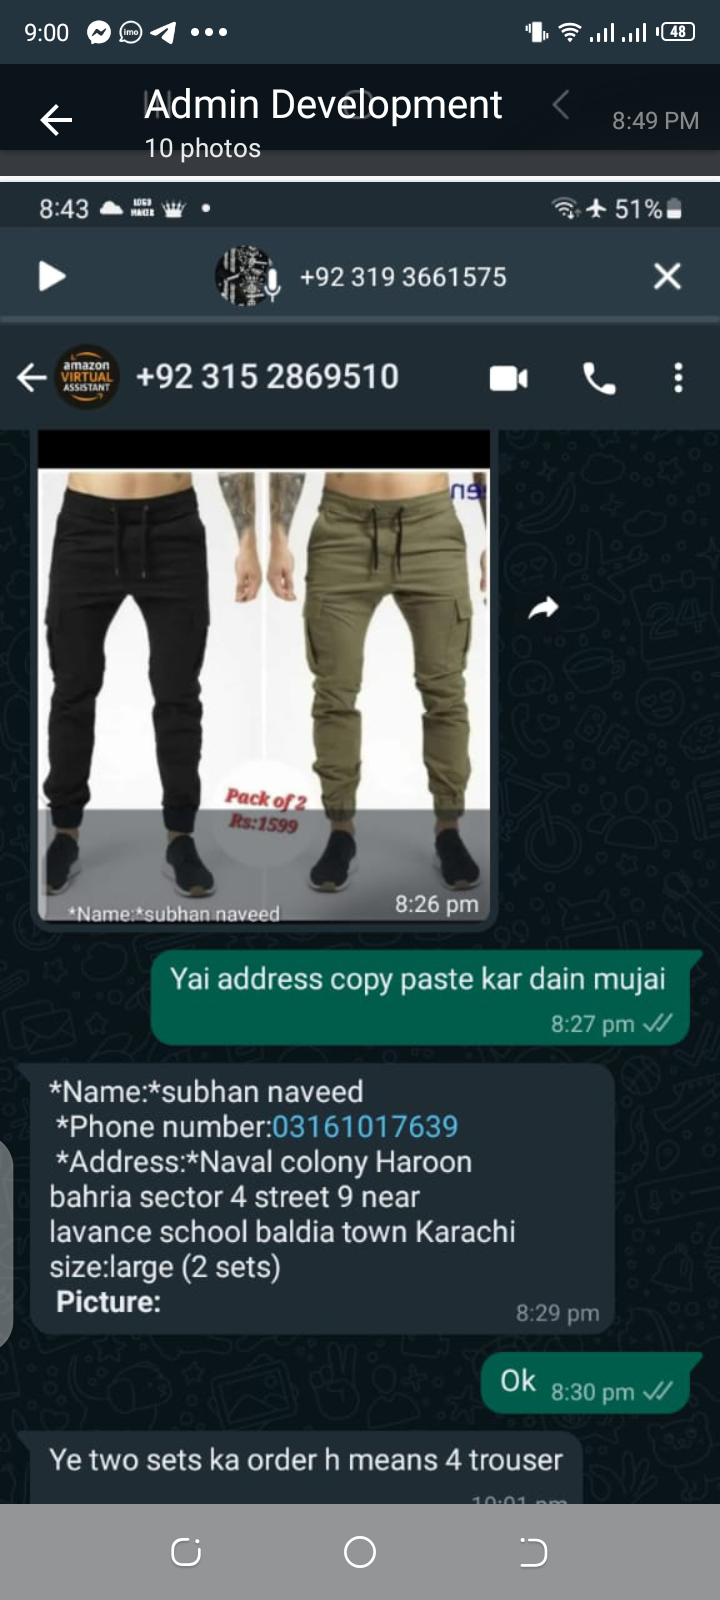 9:00
imo
48
Admin Development
8:49 PM
10 photos
8:43
LOGO
MAKER
51%
+92 319 3661575
amazon
VIRTUAL
ASSISTANT
+92 315 2869510
Pack of 2
Rs:1599
*Name:*subhan naveed
8:26 pm
Yai address copy paste kar dain mujai
8:27 pm
*Name:*subhan naveed
*Phone number:03161017639
*Address:*Naval colony Haroon
bahria sector 4 street 9 near
lavance school baldia town Karachi
size:large (2 sets)
Picture:
8:29 pm
Ok
8:30 pm
Ye two sets ka order h means 4 trouser